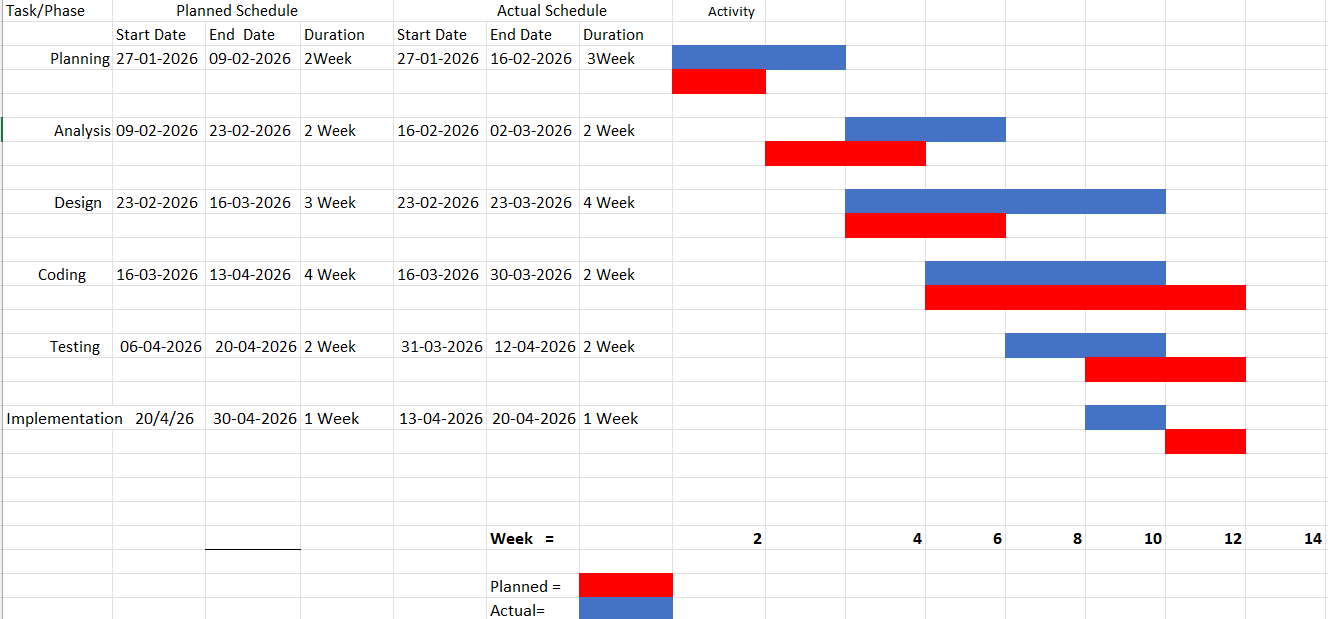 Task/Phase Planned Schedule Actual Schedule Activity
Start Date End Date Duration Start Date End Date Duration
Planning 27-01-2026 09-02-2026 2Week 27-01-2026 16-02-2026 3Week
Analysis 09-02-2026 23-02-2026 2 Week 16-02-2026 02-03-2026 2 Week
Design 23-02-2026 16-03-2026 3 Week 23-02-2026 23-03-2026 4 Week
Coding 16-03-2026 13-04-2026 4 Week 16-03-2026 30-03-2026 2 Week
Testing 06-04-2026 20-04-2026 2 Week 31-03-2026 12-04-2026 2 Week
Implementation 20/4/26 30-04-2026 1 Week 13-04-2026 20-04-2026 1 Week
Week = 2 4 6 8 10 12 14
Planned =
Actual=